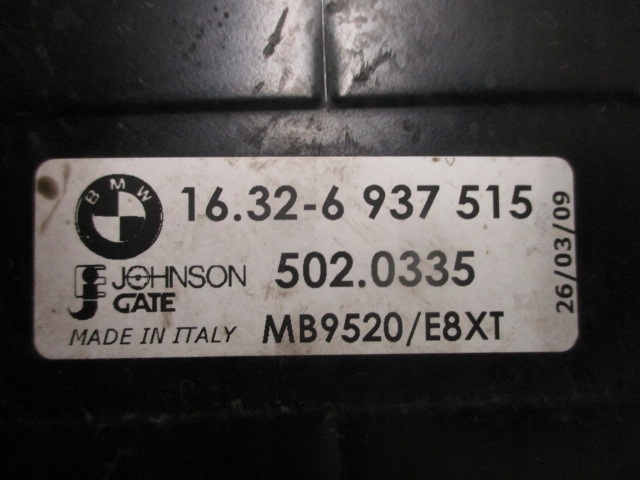 BMW
16.32-6 937 515
JOHNSON
GATE
502.0335
MADE IN ITALY
MB9520/E8XT
26/03/09